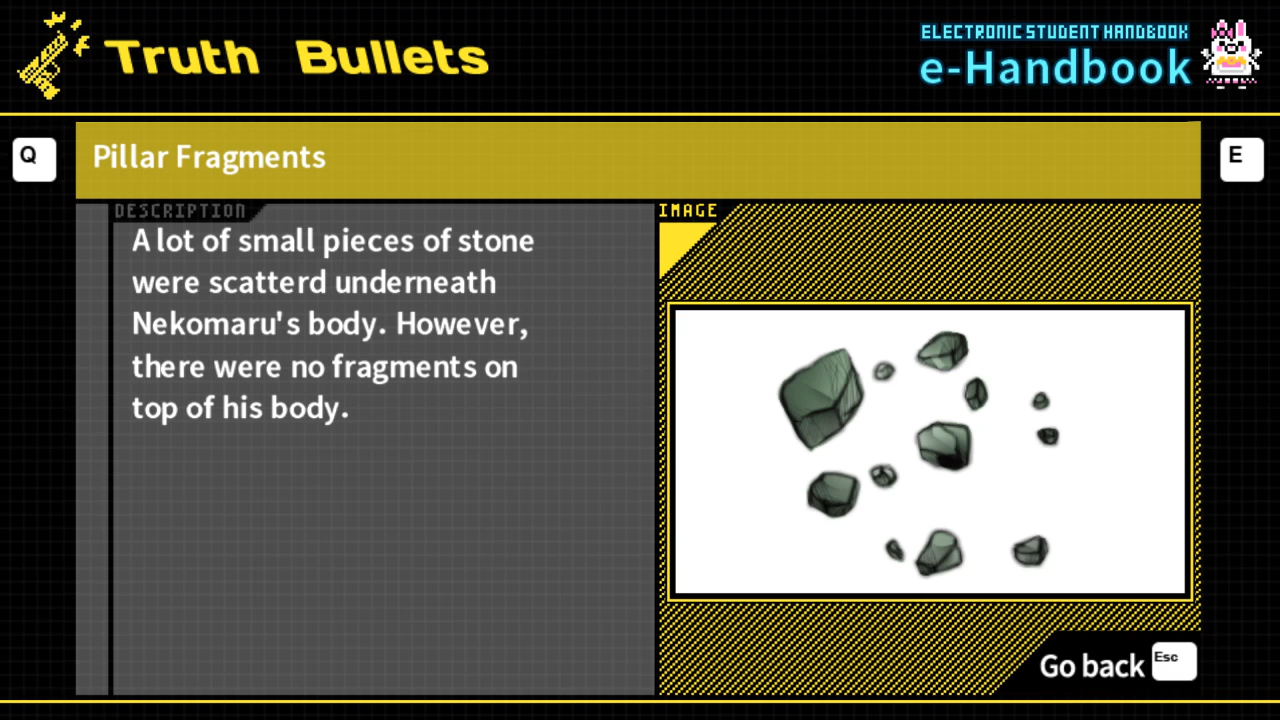 Truth Bullets
ELECTRONIC STUDENT HANDBOOK
e-Handbook
Q
E
Pillar Fragments
DESCRIPTION
A lot of small pieces of stone
were scatterd underneath
Nekomaru's body. However,
there were no fragments on
top of his body.
IMAGE
Go back Esc